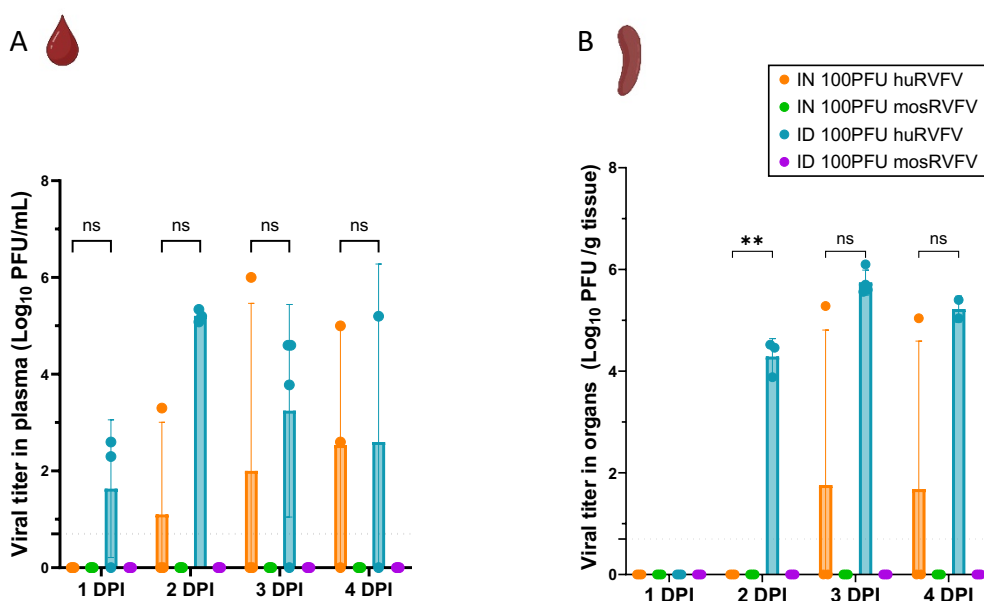 A
B
IN 100PFU huRVFV
IN 100PFU mosRVFV
ID 100PFU huRVFV
ID 100PFU mosRVFV
Viral titer in plasma (Log10 PFU/mL)
8
6
4
2
0
ns
ns
ns
ns
1 DPI
2 DPI
3 DPI
4 DPI
Viral titer in organs (Log10 PFU /g tissue)
8
6
4
2
0
**
ns
ns
1 DPI
2 DPI
3 DPI
4 DPI